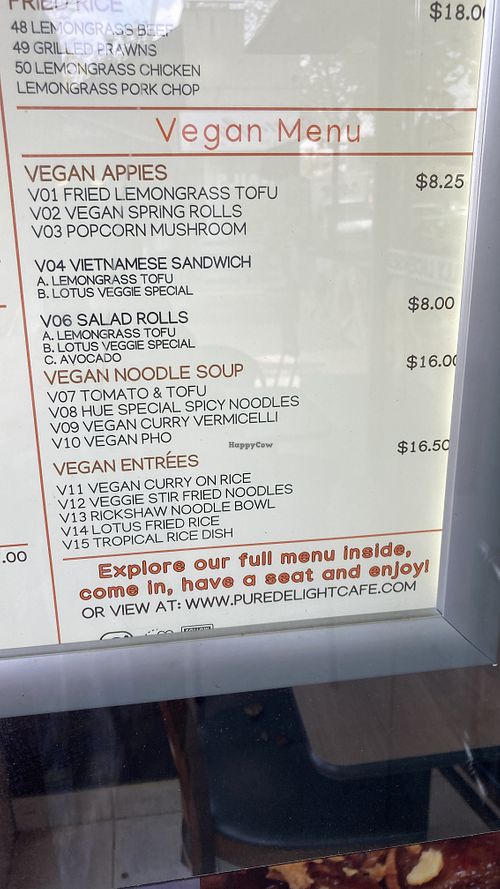 FRIED RICE
$18.0
48 LEMONGRASS BEEF
49 GRILLED PRAWNS
50 LEMONGRASS CHICKEN
LEMONGRASS PORK CHOP
Vegan Menu
VEGAN APPIES $8.25
V01 FRIED LEMONGRASS TOFU
V02 VEGAN SPRING ROLLS
V03 POPCORN MUSHROOM
V04 VIETNAMESE SANDWICH
A. LEMONGRASS TOFU
B. LOTUS VEGGIE SPECIAL
$8.00
V06 SALAD ROLLS
A. LEMONGRASS TOFU
B. LOTUS VEGGIE SPECIAL
C. AVOCADO
VEGAN NOODLE SOUP $16.00
V07 TOMATO & TOFU
V08 HUE SPECIAL SPICY NOODLES
V09 VEGAN CURRY VERMICELLI
V10 VEGAN PHO
HappyCow
VEGAN ENTRÉES $16.50
V11 VEGAN CURRY ON RICE
V12 VEGGIE STIR FRIED NOODLES
V13 RICKSHAW NOODLE BOWL
V14 LOTUS FRIED RICE
V15 TROPICAL RICE DISH
.00
Explore our full menu inside,
come in, have a seat and enjoy!
OR VIEW AT: WWW.PUREDELIGHTCAFE.COM